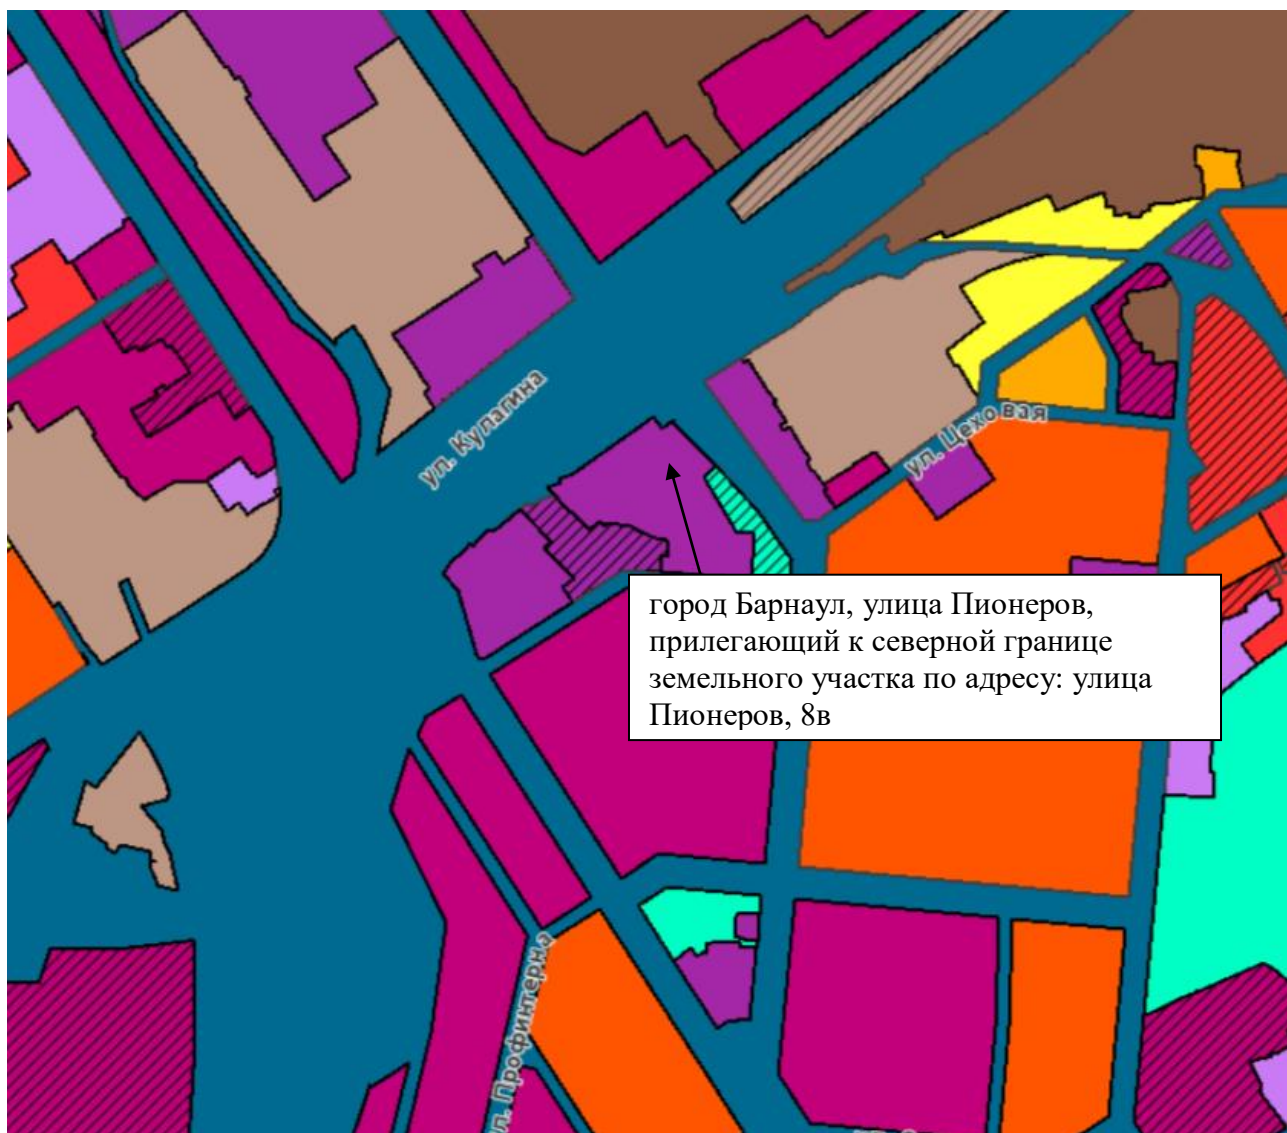 ул. Кулагина
ул. Цеховая
город Барнаул, улица Пионеров,
прилегающий к северной границе
земельного участка по адресу: улица
Пионеров, 8в
ул. Профинтерна